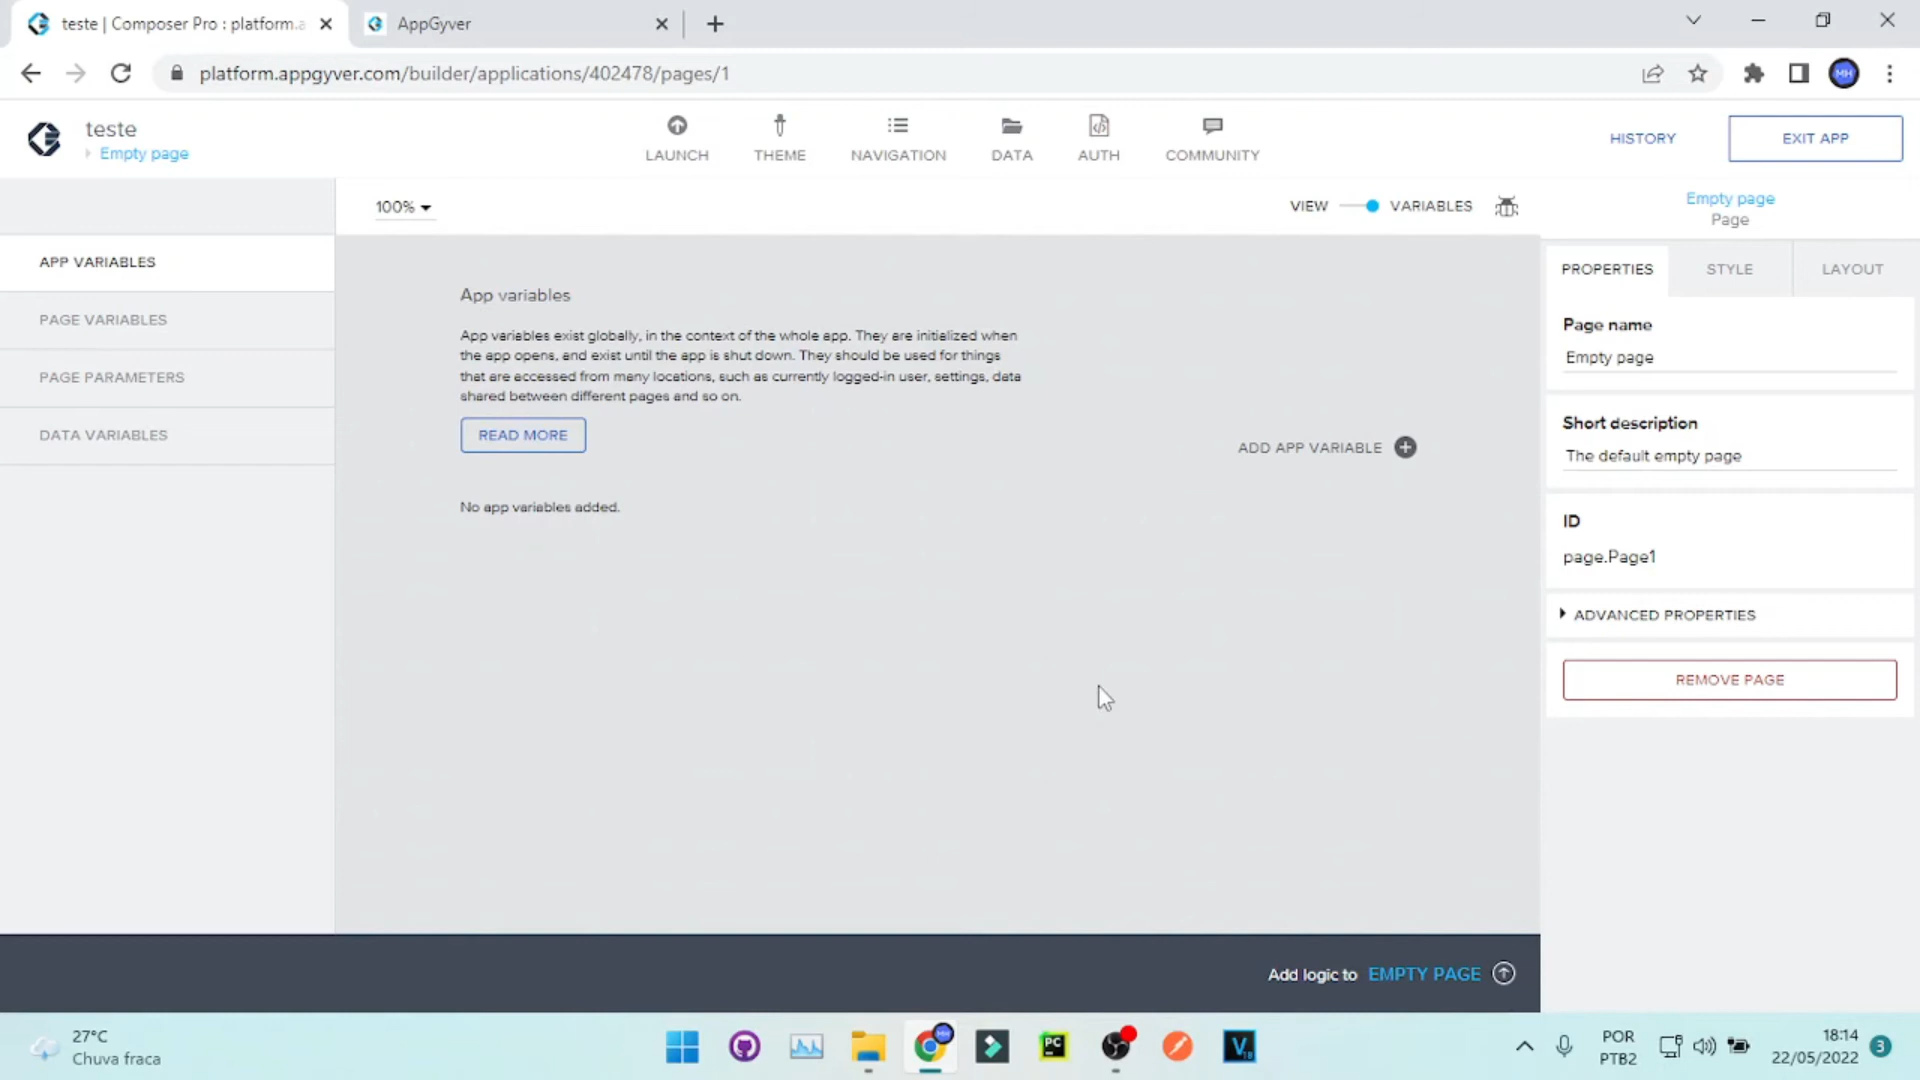 teste | Composer Pro : platform.a
AppGyver
platform.appgyver.com/builder/applications/402478/pages/1
MH
teste
Empty page
LAUNCH
THEME
NAVIGATION
DATA
AUTH
COMMUNITY
HISTORY
EXIT APP
100%
VIEW
VARIABLES
Empty page
Page
APP VARIABLES
PAGE VARIABLES
PAGE PARAMETERS
DATA VARIABLES
App variables
App variables exist globally, in the context of the whole app. They are initialized when
the app opens, and exist until the app is shut down. They should be used for things
that are accessed from many locations, such as currently logged-in user, settings, data
shared between different pages and so on.
READ MORE
ADD APP VARIABLE
No app variables added.
PROPERTIES
STYLE
LAYOUT
Page name
Empty page
Short description
The default empty page
ID
page.Page1
ADVANCED PROPERTIES
REMOVE PAGE
Add logic to EMPTY PAGE
27°C
Chuva fraca
MH
PC
V
18
POR
PTB2
18:14
22/05/2022
3